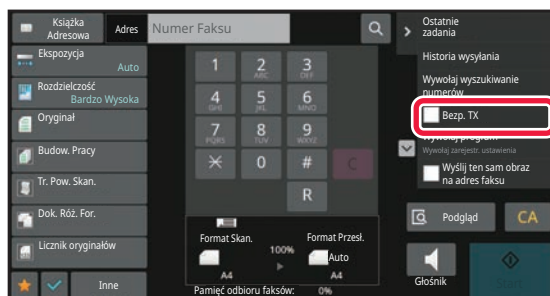 Książka
Adresowa
Adres
Numer Faksu
Ekspozycja
Auto
Rozdzielczość
Bardzo Wysoka
Oryginał
Budow. Pracy
Tr. Pow. Skan.
Dok. Róż. For.
Licznik oryginałów
Inne
1
2
ABC
3
DEF
4
GHI
5
JKL
6
MNO
7
PQRS
8
TUV
9
WXYZ
0
#
C
R
Format Skan.
100%
Format Przesł.
Auto
A4
A4
Pamięć odbioru faksów: 0%
Ostatnie
zadania
Historia wysyłania
Wywołaj wyszukiwanie
numerów
Bezp. TX
Wywołaj program
Wywołaj zarejestr. ustawienia
Wyślij ten sam obraz
na adres faksu
Podgląd
CA
Głośnik
Start